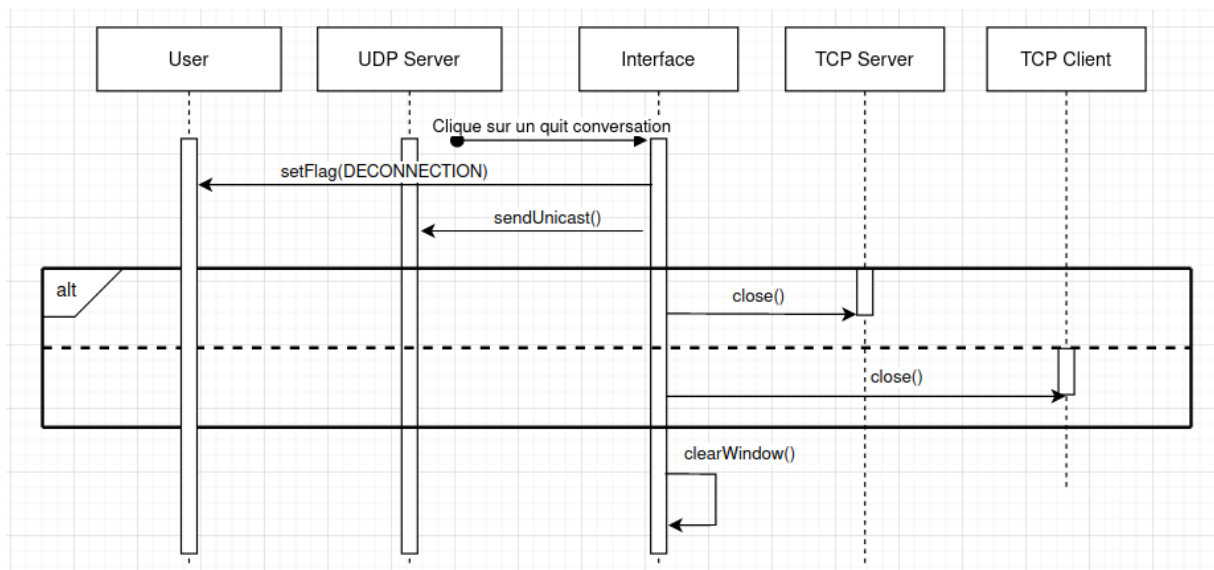 User
UDP Server
Interface
TCP Server
TCP Client
Clique sur un quit conversation
setFlag(DECONNECTION)
sendUnicast()
alt
close()
close()
clearWindow()